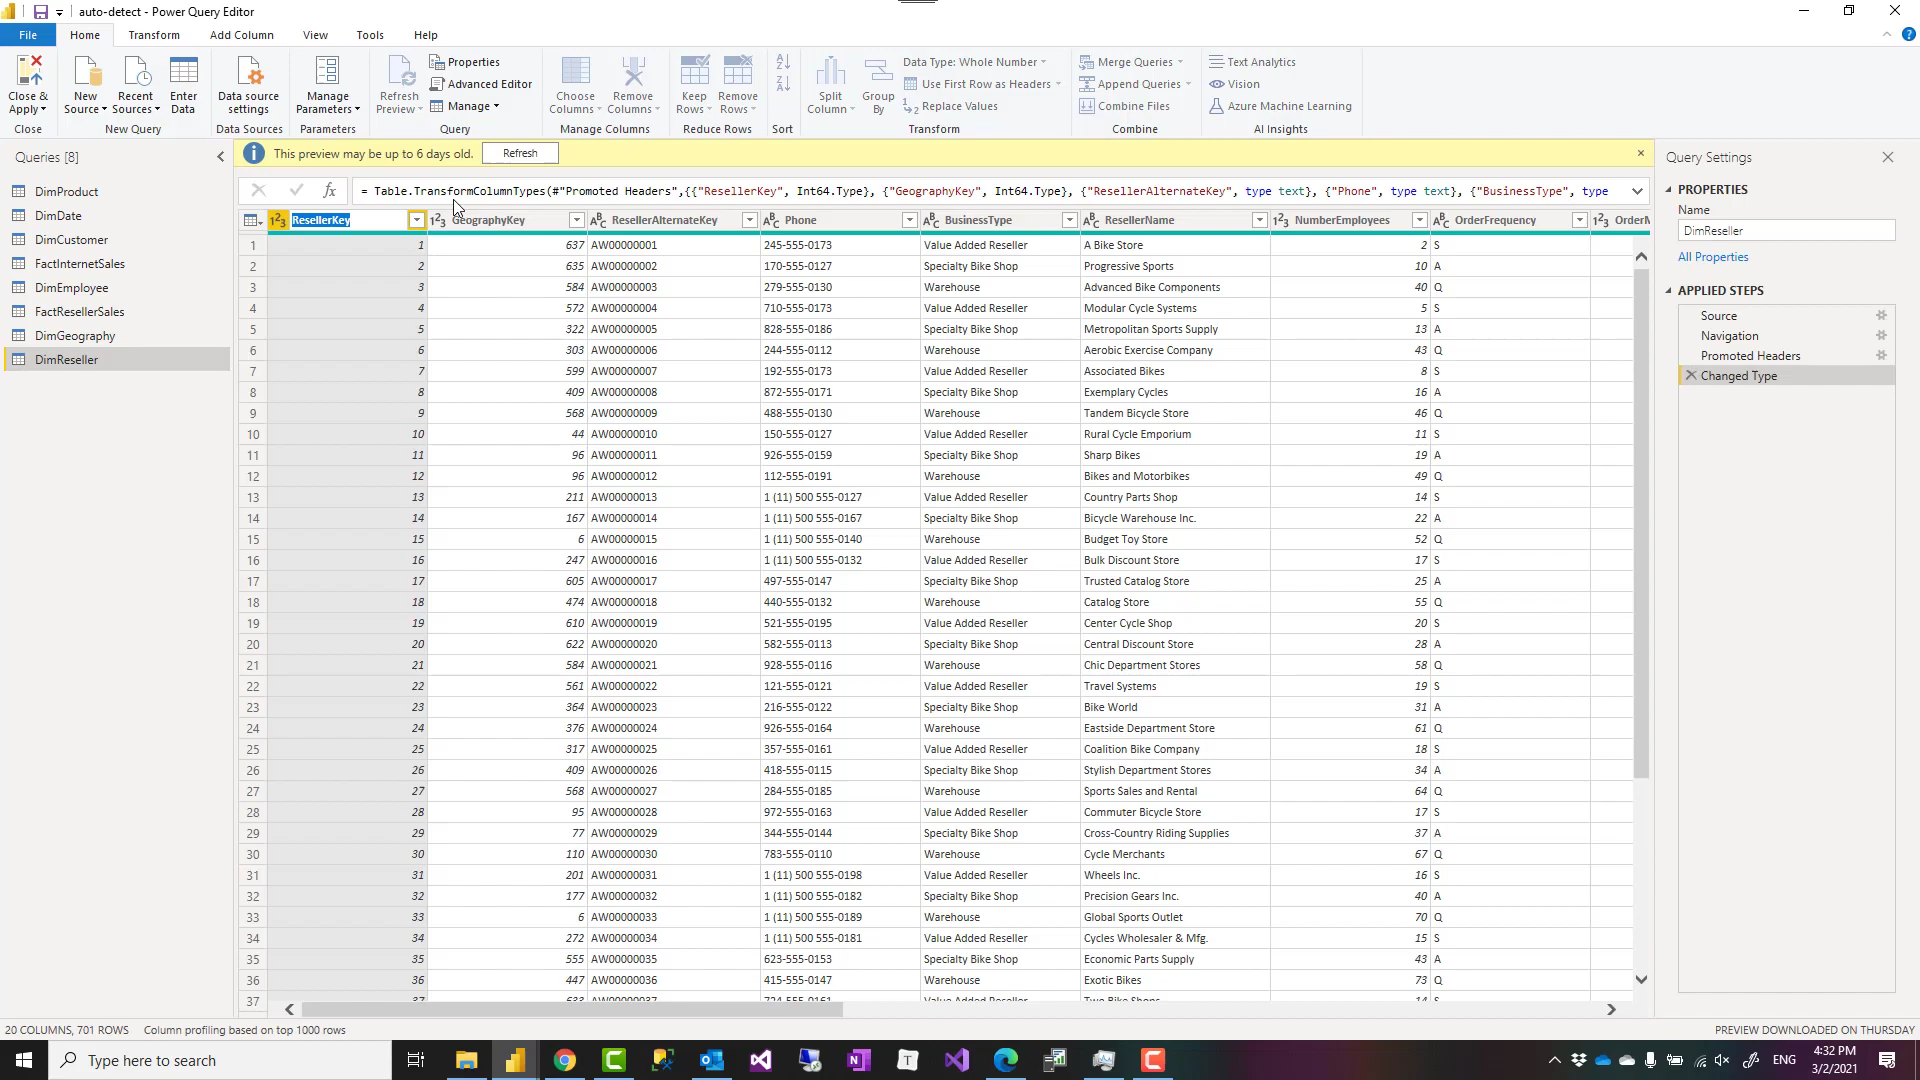 auto-detect - Power Query Editor
File Home Transform Add Column View Tools Help
Close & Apply
New Source
Recent Sources
Enter Data
Data source settings
Manage Parameters
Refresh Preview
Properties
Advanced Editor
Manage
Choose Columns
Remove Columns
Keep Rows
Remove Rows
Split Column
Group By
Data Type: Whole Number
Use First Row as Headers
Replace Values
Merge Queries
Append Queries
Combine Files
Text Analytics
Vision
Azure Machine Learning
Close New Query Data Sources Parameters Query Manage Columns Reduce Rows Sort Transform Combine AI Insights
Queries [8]
DimProduct
DimDate
DimCustomer
FactInternetSales
DimEmployee
FactResellerSales
DimGeography
DimReseller
This preview may be up to 6 days old. Refresh
= Table.TransformColumnTypes(#"Promoted Headers",{{"ResellerKey", Int64.Type}, {"GeographyKey", Int64.Type}, {"ResellerAlternateKey", type text}, {"Phone", type text}, {"BusinessType", type
ResellerKey GeographyKey ResellerAlternateKey Phone BusinessType ResellerName NumberEmployees OrderFrequency
1 1 637 AW00000001 245-555-0173 Value Added Reseller A Bike Store 2 S
2 2 635 AW00000002 170-555-0127 Specialty Bike Shop Progressive Sports 10 A
3 3 584 AW00000003 279-555-0130 Warehouse Advanced Bike Components 40 Q
4 4 572 AW00000004 710-555-0173 Value Added Reseller Modular Cycle Systems 5 S
5 5 322 AW00000005 828-555-0186 Specialty Bike Shop Metropolitan Sports Supply 13 A
6 6 303 AW00000006 244-555-0112 Warehouse Aerobic Exercise Company 43 Q
7 7 599 AW00000007 192-555-0173 Value Added Reseller Associated Bikes 8 S
8 8 409 AW00000008 872-555-0171 Specialty Bike Shop Exemplary Cycles 16 A
9 9 568 AW00000009 488-555-0130 Warehouse Tandem Bicycle Store 46 Q
10 10 44 AW00000010 150-555-0127 Value Added Reseller Rural Cycle Emporium 11 S
11 11 96 AW00000011 926-555-0159 Specialty Bike Shop Sharp Bikes 19 A
12 12 96 AW00000012 112-555-0191 Warehouse Bikes and Motorbikes 49 Q
13 13 211 AW00000013 1 (11) 500 555-0127 Value Added Reseller Country Parts Shop 14 S
14 14 167 AW00000014 1 (11) 500 555-0167 Specialty Bike Shop Bicycle Warehouse Inc. 22 A
15 15 6 AW00000015 1 (11) 500 555-0140 Warehouse Budget Toy Store 52 Q
16 16 247 AW00000016 1 (11) 500 555-0132 Value Added Reseller Bulk Discount Store 17 S
17 17 605 AW00000017 497-555-0147 Specialty Bike Shop Trusted Catalog Store 25 A
18 18 474 AW00000018 440-555-0132 Warehouse Catalog Store 55 Q
19 19 610 AW00000019 521-555-0195 Value Added Reseller Center Cycle Shop 20 S
20 20 622 AW00000020 582-555-0113 Specialty Bike Shop Central Discount Store 28 A
21 21 584 AW00000021 928-555-0116 Warehouse Chic Department Stores 58 Q
22 22 561 AW00000022 121-555-0121 Value Added Reseller Travel Systems 19 S
23 23 364 AW00000023 216-555-0122 Specialty Bike Shop Bike World 31 A
24 24 376 AW00000024 926-555-0164 Warehouse Eastside Department Store 61 Q
25 25 317 AW00000025 357-555-0161 Value Added Reseller Coalition Bike Company 18 S
26 26 409 AW00000026 418-555-0115 Specialty Bike Shop Stylish Department Stores 34 A
27 27 568 AW00000027 284-555-0185 Warehouse Sports Sales and Rental 64 Q
28 28 95 AW00000028 972-555-0163 Value Added Reseller Commuter Bicycle Store 17 S
29 29 77 AW00000029 344-555-0144 Specialty Bike Shop Cross-Country Riding Supplies 37 A
30 30 110 AW00000030 783-555-0110 Warehouse Cycle Merchants 67 Q
31 31 201 AW00000031 1 (11) 500 555-0198 Value Added Reseller Wheels Inc. 16 S
32 32 177 AW00000032 1 (11) 500 555-0182 Specialty Bike Shop Precision Gears Inc. 40 A
33 33 6 AW00000033 1 (11) 500 555-0189 Warehouse Global Sports Outlet 70 Q
34 34 272 AW00000034 1 (11) 500 555-0181 Value Added Reseller Cycles Wholesaler & Mfg. 15 S
35 35 555 AW00000035 623-555-0153 Specialty Bike Shop Economic Parts Supply 43 A
36 36 447 AW00000036 415-555-0147 Warehouse Exotic Bikes 73 Q
37
Query Settings
PROPERTIES
Name
DimReseller
All Properties
APPLIED STEPS
Source
Navigation
Promoted Headers
Changed Type
20 COLUMNS, 701 ROWS Column profiling based on top 1000 rows
PREVIEW DOWNLOADED ON THURSDAY
Type here to search
ENG
4:32 PM
3/2/2021